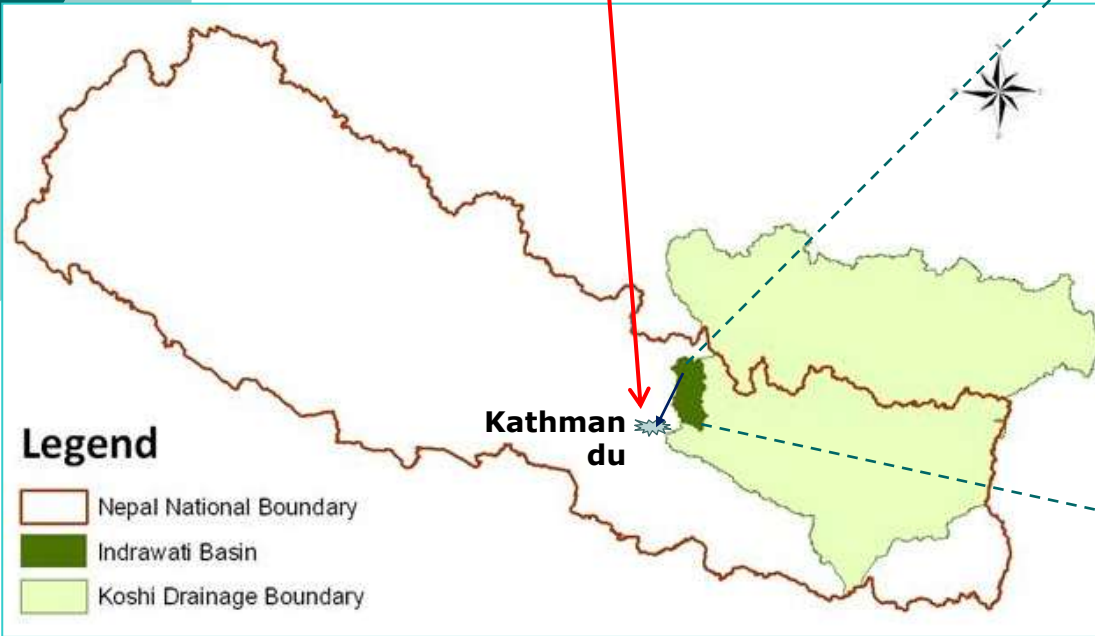 Kathman
du
Legend
Nepal National Boundary
Indrawati Basin
Koshi Drainage Boundary